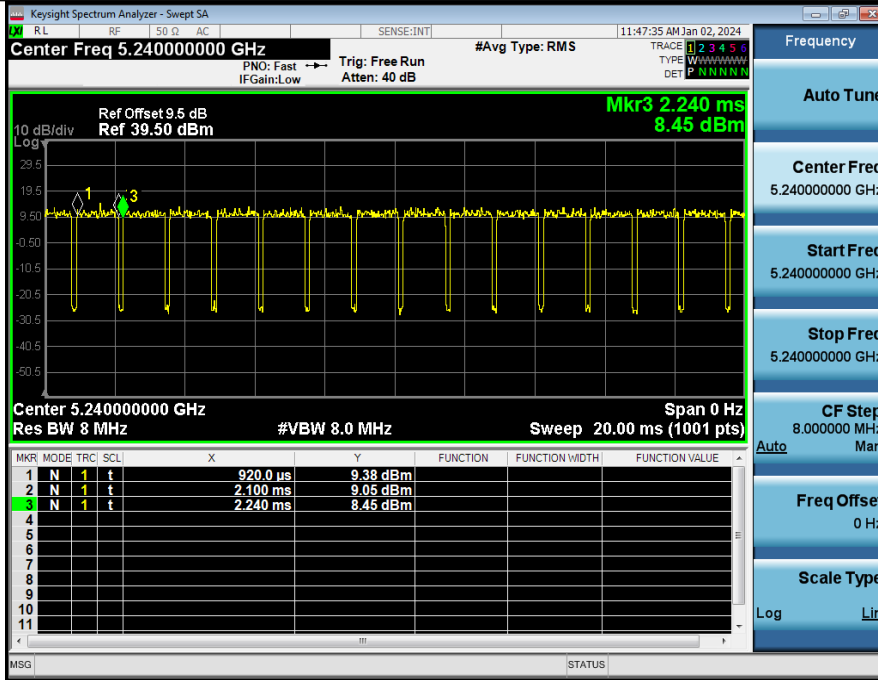 Keysight Spectrum Analyzer - Swept SA
LXI RL RF 50 Ω AC SENSE:INT 11:47:35 AM Jan 02, 2024
Center Freq 5.240000000 GHz #Avg Type: RMS TRACE 1 2 3 4 5 6
PNO: Fast Trig: Free Run TYPE WWWWWW
IFGain:Low Atten: 40 dB DET P N N N N N
Mkr3 2.240 ms
8.45 dBm
Ref Offset 9.5 dB
10 dB/div Ref 39.50 dBm
Log
29.5
19.5
9.50
-0.50
-10.5
-20.5
-30.5
-40.5
-50.5
1
3
Center 5.240000000 GHz Span 0 Hz
Res BW 8 MHz #VBW 8.0 MHz Sweep 20.00 ms (1001 pts)
MKR MODE TRC SCL X Y FUNCTION FUNCTION WIDTH FUNCTION VALUE
1 N 1 t 920.0 µs 9.38 dBm
2 N 1 t 2.100 ms 9.05 dBm
3 N 1 t 2.240 ms 8.45 dBm
4
5
6
7
8
9
10
11
MSG STATUS
Frequency
Auto Tune
Center Freq
5.240000000 GHz
Start Freq
5.240000000 GHz
Stop Freq
5.240000000 GHz
CF Step
8.000000 MHz
Auto Man
Freq Offset
0 Hz
Scale Type
Log Lin